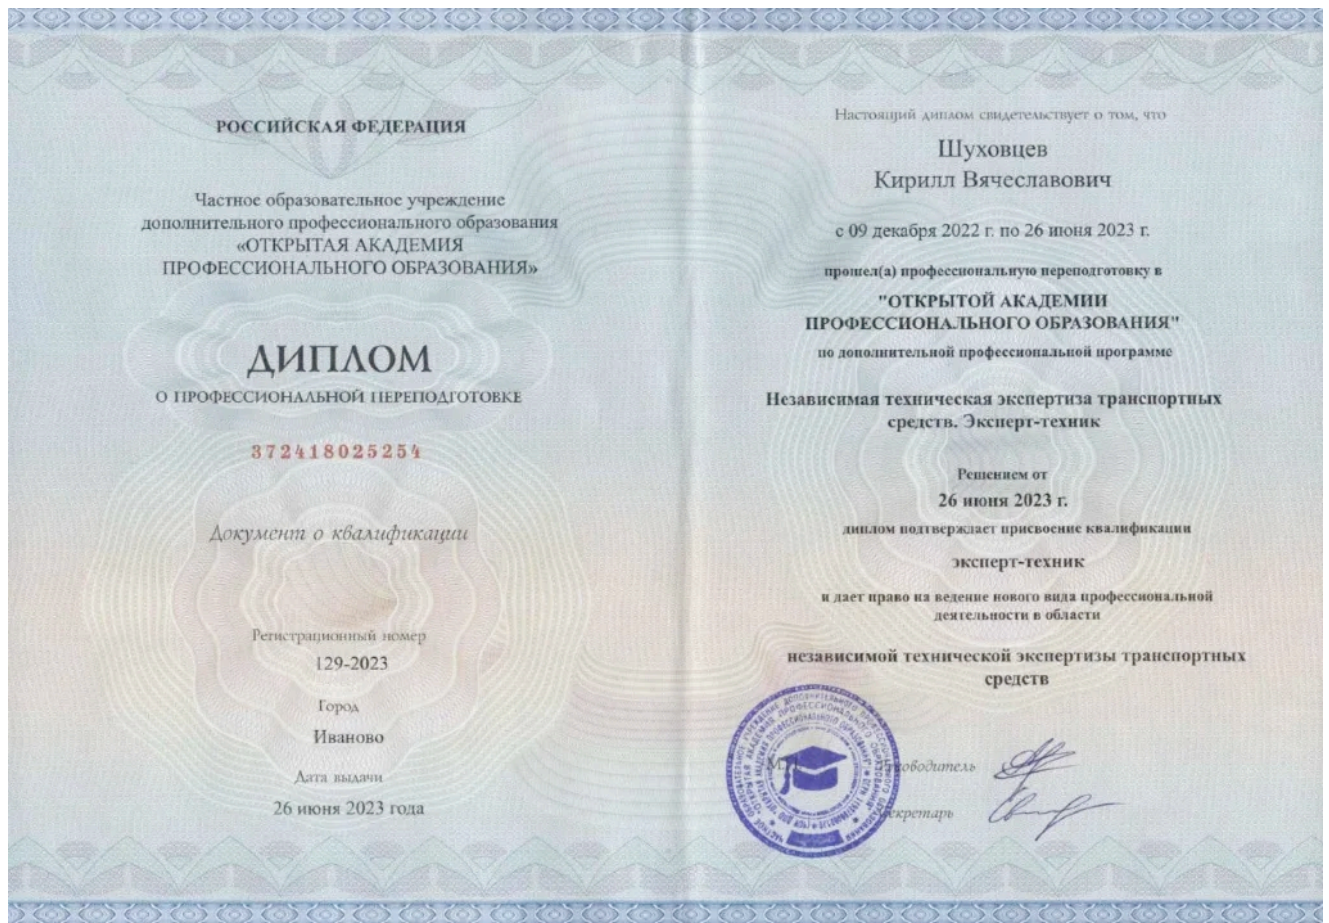 РОССИЙСКАЯ ФЕДЕРАЦИЯ
Частное образовательное учреждение
дополнительного профессионального образования
«ОТКРЫТАЯ АКАДЕМИЯ
ПРОФЕССИОНАЛЬНОГО ОБРАЗОВАНИЯ»
ДИПЛОМ
О ПРОФЕССИОНАЛЬНОЙ ПЕРЕПОДГОТОВКЕ
372418025254
Документ о квалификации
Регистрационный номер
129-2023
Город
Иваново
Дата выдачи
26 июня 2023 года
Настоящий диплом свидетельствует о том, что
Шуховцев
Кирилл Вячеславович
с 09 декабря 2022 г. по 26 июня 2023 г.
прошел(а) профессиональную переподготовку в
"ОТКРЫТОЙ АКАДЕМИИ
ПРОФЕССИОНАЛЬНОГО ОБРАЗОВАНИЯ"
по дополнительной профессиональной программе
Независимая техническая экспертиза транспортных
средств. Эксперт-техник
Решением от
26 июня 2023 г.
диплом подтверждает присвоение квалификации
эксперт-техник
и дает право на ведение нового вида профессиональной
деятельности в области
независимой технической экспертизы транспортных
средств
Руководитель
Секретарь